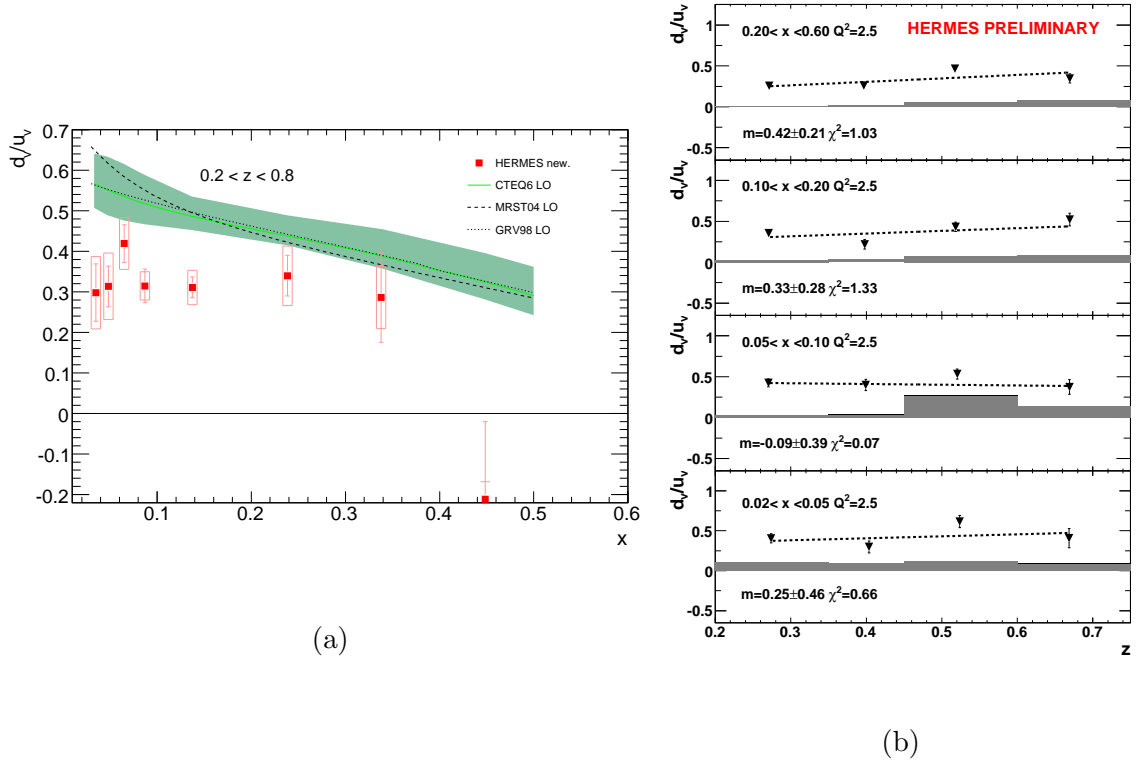 d_v/u_v
0.7
0.6
0.5
0.4
0.3
0.2
0.1
0
-0.1
-0.2
0.2 < z < 0.8
HERMES new.
CTEQ6 LO
MRST04 LO
GRV98 LO
0.1 0.2 0.3 0.4 0.5 0.6
x
(a)
d_v/u_v
1
0.5
0
-0.5
0.20< x <0.60 Q²=2.5 HERMES PRELIMINARY
m=0.42±0.21 χ²=1.03
d_v/u_v
1
0.5
0
-0.5
0.10< x <0.20 Q²=2.5
m=0.33±0.28 χ²=1.33
d_v/u_v
1
0.5
0
-0.5
0.05< x <0.10 Q²=2.5
m=-0.09±0.39 χ²=0.07
d_v/u_v
1
0.5
0
-0.5
0.02< x <0.05 Q²=2.5
m=0.25±0.46 χ²=0.66
0.2 0.3 0.4 0.5 0.6 0.7
z
(b)